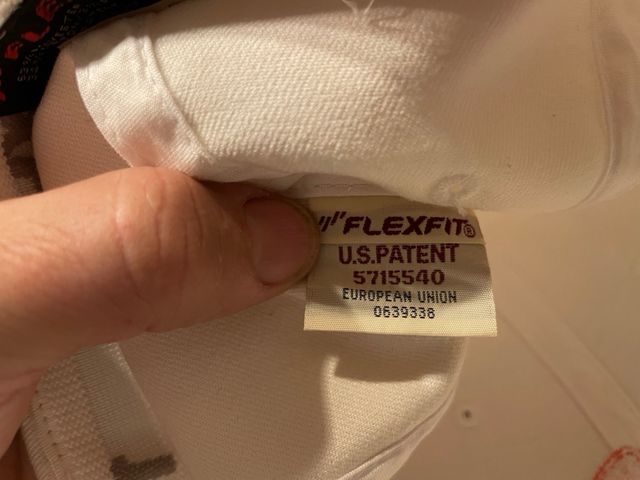 FLEXFIT®
U.S.PATENT
5715540
EUROPEAN UNION
0639338